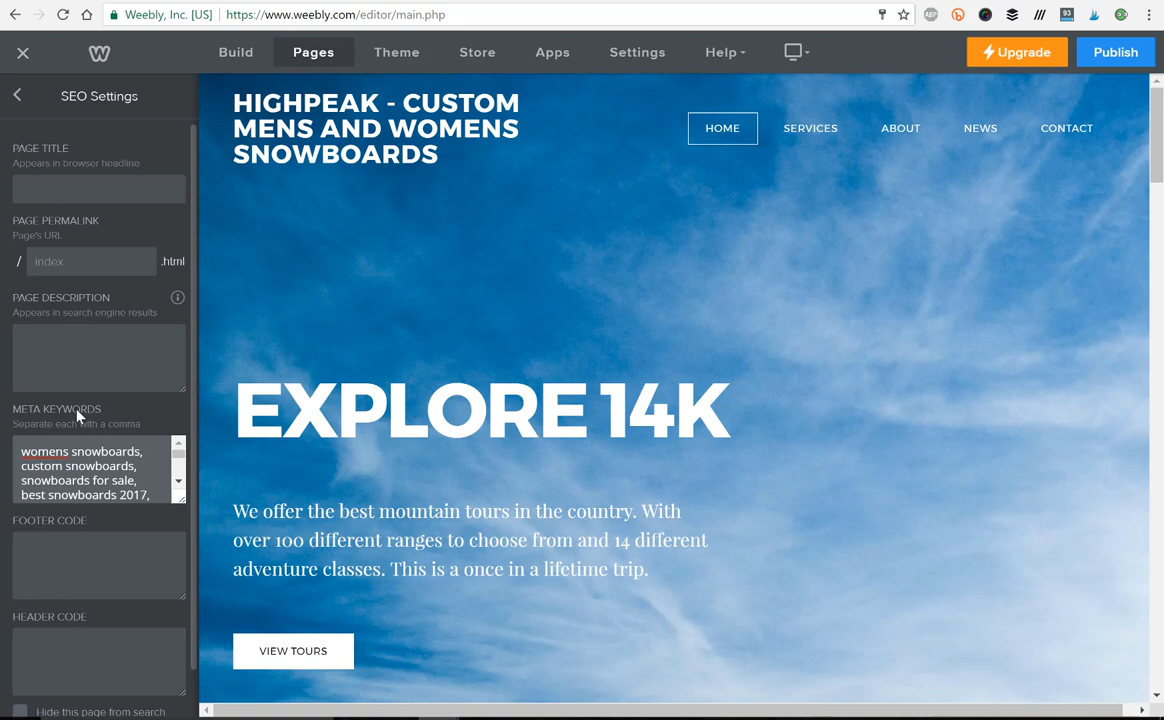 Weebly, Inc. [US]
https://www.weebly.com/editor/main.php
ABP
93
Build
Pages
Theme
Store
Apps
Settings
Help
Upgrade
Publish
SEO Settings
PAGE TITLE
Appears in browser headline
PAGE PERMALINK
Page's URL
/ index .html
PAGE DESCRIPTION
Appears in search engine results
META KEYWORDS
Separate each with a comma
womens snowboards,
custom snowboards,
snowboards for sale,
best snowboards 2017,
FOOTER CODE
HEADER CODE
Hide this page from search
HIGHPEAK - CUSTOM
MENS AND WOMENS
SNOWBOARDS
HOME
SERVICES
ABOUT
NEWS
CONTACT
EXPLORE 14K
We offer the best mountain tours in the country. With
over 100 different ranges to choose from and 14 different
adventure classes. This is a once in a lifetime trip.
VIEW TOURS